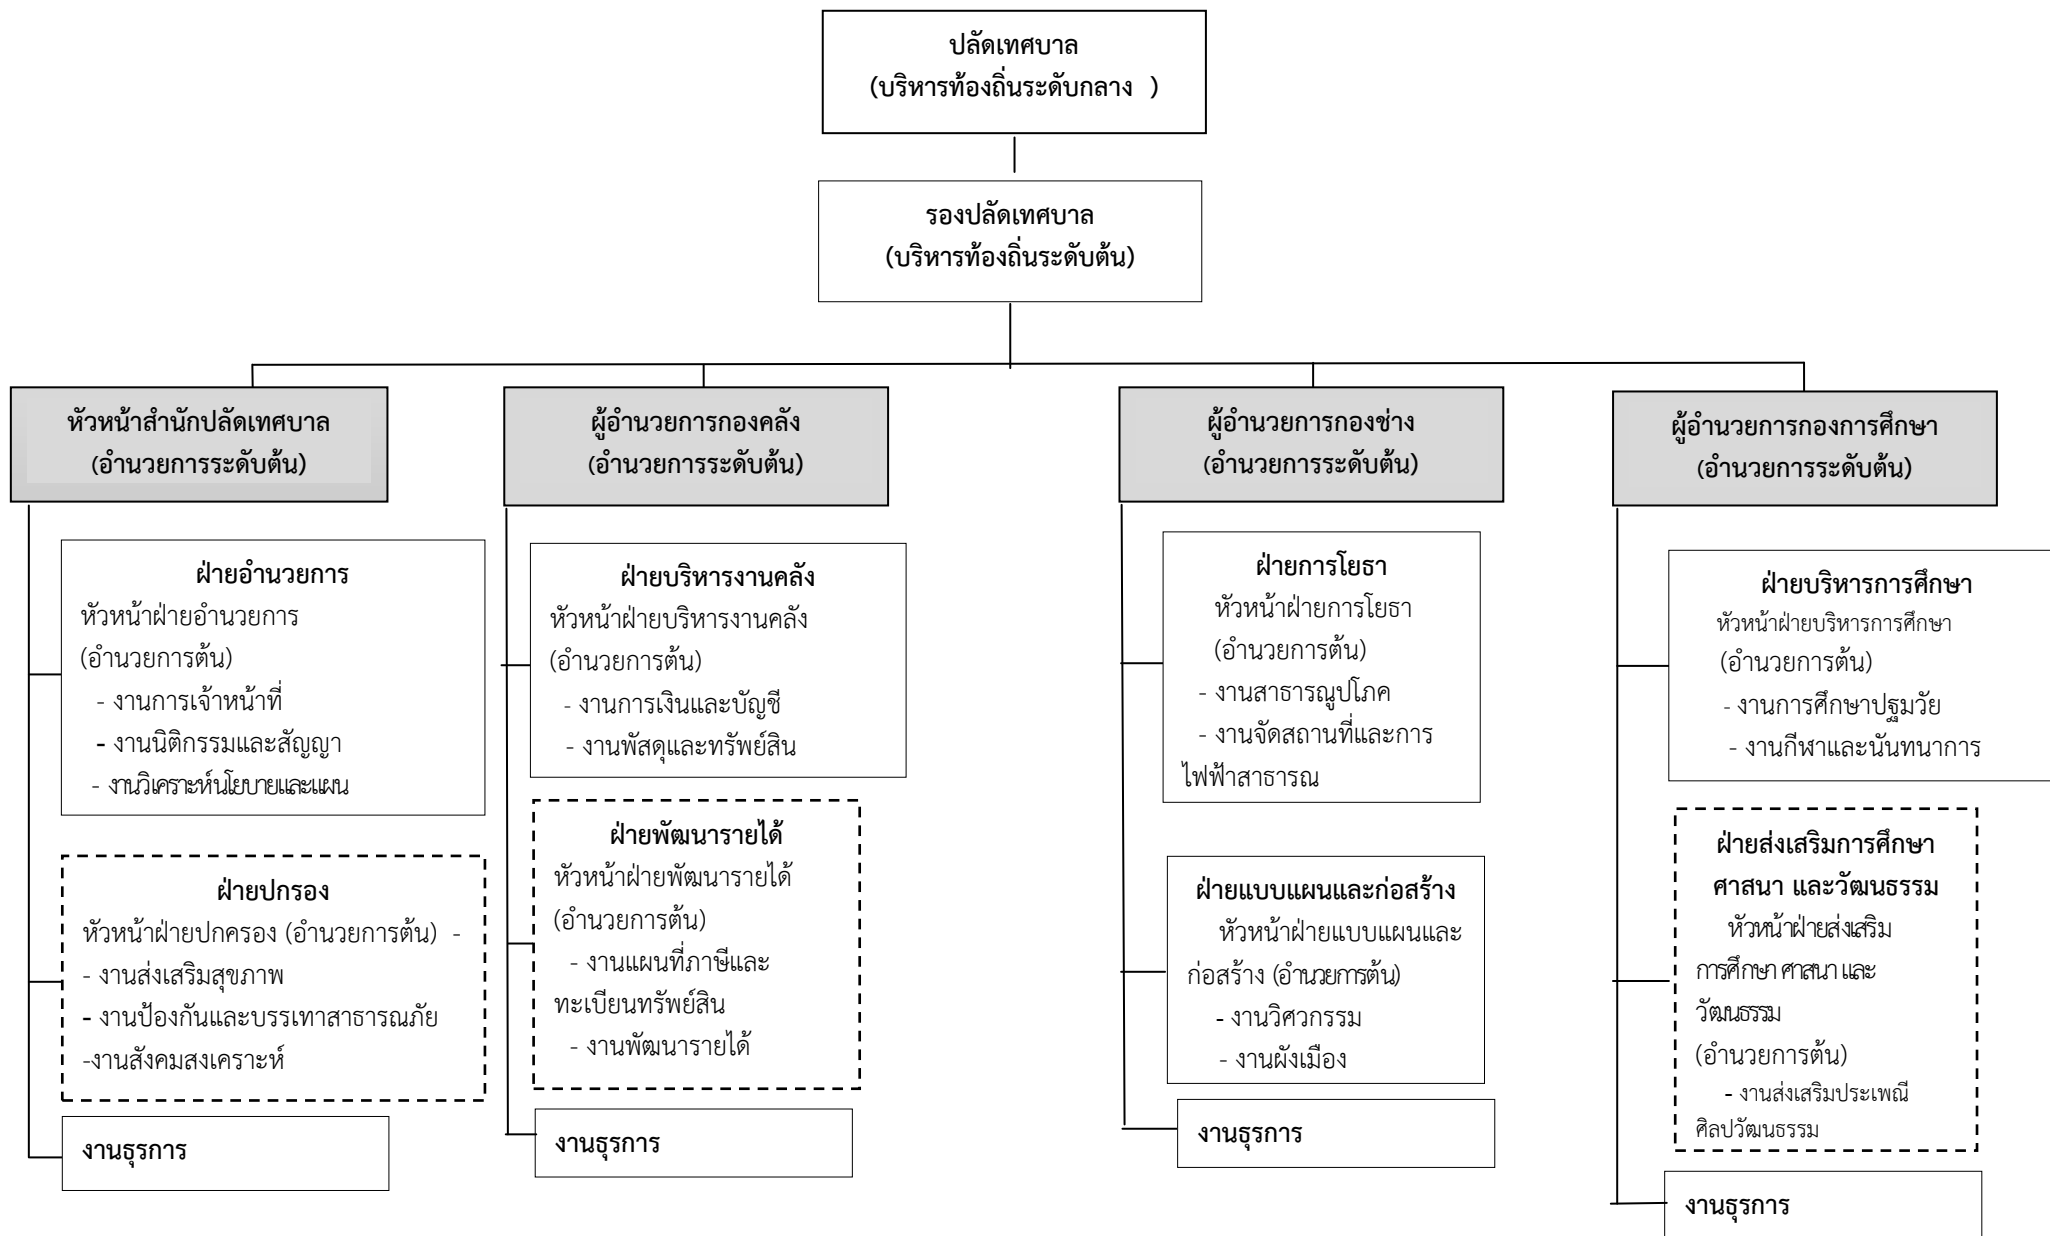 ปลัดเทศบาล
(บริหารท้องถิ่นระดับกลาง )
รองปลัดเทศบาล
(บริหารท้องถิ่นระดับต้น)
หัวหน้าสำนักปลัดเทศบาล
(อำนวยการระดับต้น)
ฝ่ายอำนวยการ
หัวหน้าฝ่ายอำนวยการ
(อำนวยการต้น)
- งานการเจ้าหน้าที่
- งานนิติกรรมและสัญญา
- งานวิเคราะห์นโยบายและแผน
ฝ่ายปกรอง
หัวหน้าฝ่ายปกครอง (อำนวยการต้น) -
- งานส่งเสริมสุขภาพ
- งานป้องกันและบรรเทาสาธารณภัย
-งานสังคมสงเคราะห์
งานธุรการ
ผู้อำนวยการกองคลัง
(อำนวยการระดับต้น)
ฝ่ายบริหารงานคลัง
หัวหน้าฝ่ายบริหารงานคลัง
(อำนวยการต้น)
- งานการเงินและบัญชี
- งานพัสดุและทรัพย์สิน
ฝ่ายพัฒนารายได้
หัวหน้าฝ่ายพัฒนารายได้
(อำนวยการต้น)
- งานแผนที่ภาษีและ
ทะเบียนทรัพย์สิน
- งานพัฒนารายได้
งานธุรการ
ผู้อำนวยการกองช่าง
(อำนวยการระดับต้น)
ฝ่ายการโยธา
หัวหน้าฝ่ายการโยธา
(อำนวยการต้น)
- งานสาธารณูปโภค
- งานจัดสถานที่และการ
ไฟฟ้าสาธารณ
ฝ่ายแบบแผนและก่อสร้าง
หัวหน้าฝ่ายแบบแผนและ
ก่อสร้าง (อำนวยการต้น)
- งานวิศวกรรม
- งานผังเมือง
งานธุรการ
ผู้อำนวยการกองการศึกษา
(อำนวยการระดับต้น)
ฝ่ายบริหารการศึกษา
หัวหน้าฝ่ายบริหารการศึกษา
(อำนวยการต้น)
- งานการศึกษาปฐมวัย
- งานกีฬาและนันทนาการ
ฝ่ายส่งเสริมการศึกษา
ศาสนา และวัฒนธรรม
หัวหน้าฝ่ายส่งเสริม
การศึกษา ศาสนา และ
วัฒนธรรม
(อำนวยการต้น)
- งานส่งเสริมประเพณี
ศิลปวัฒนธรรม
งานธุรการ